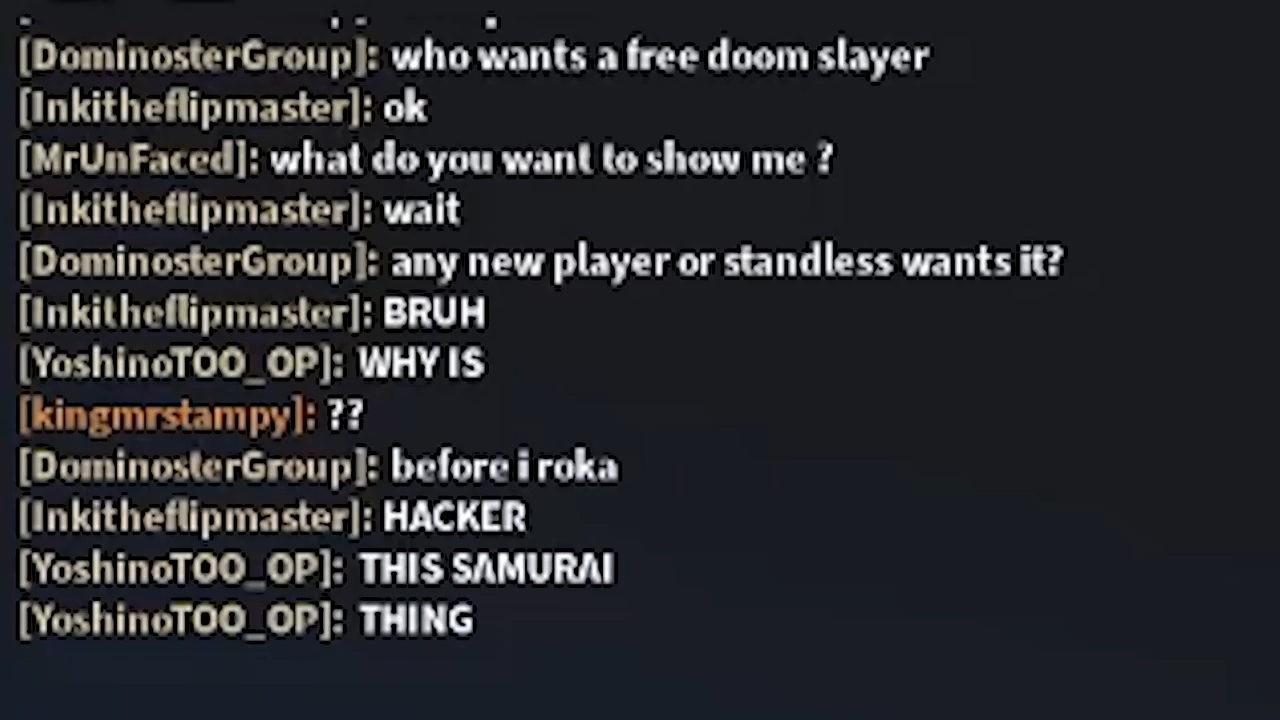 [DominosterGroup]: who wants a free doom slayer
[Inkitheflipmaster]: ok
[MrUnFaced]: what do you want to show me ?
[Inkitheflipmaster]: wait
[DominosterGroup]: any new player or standless wants it?
[Inkitheflipmaster]: BRUH
[YoshinoTOO_OP]: WHY IS
[kingmrstampy]: ??
[DominosterGroup]: before i roka
[Inkitheflipmaster]: HACKER
[YoshinoTOO_OP]: THIS SAMURAI
[YoshinoTOO_OP]: THING